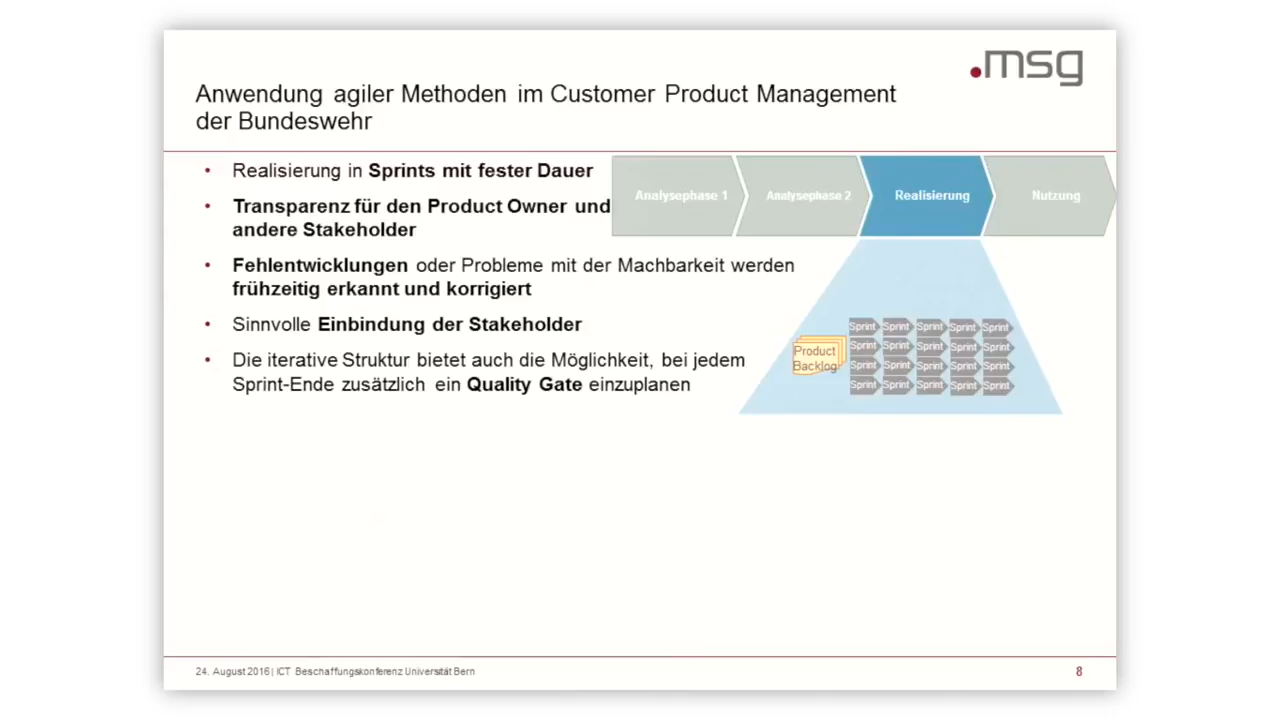 .msg
Anwendung agiler Methoden im Customer Product Management
der Bundeswehr
• Realisierung in Sprints mit fester Dauer
• Transparenz für den Product Owner und
andere Stakeholder
• Fehlentwicklungen oder Probleme mit der Machbarkeit werden
frühzeitig erkannt und korrigiert
• Sinnvolle Einbindung der Stakeholder
• Die iterative Struktur bietet auch die Möglichkeit, bei jedem
Sprint-Ende zusätzlich ein Quality Gate einzuplanen
Analysephase 1 Analysephase 2 Realisierung Nutzung
Product
Backlog
Sprint Sprint Sprint Sprint Sprint
Sprint Sprint Sprint Sprint Sprint
Sprint Sprint Sprint Sprint Sprint
Sprint Sprint Sprint Sprint Sprint
24. August 2016 | ICT Beschaffungskonferenz Universität Bern
8